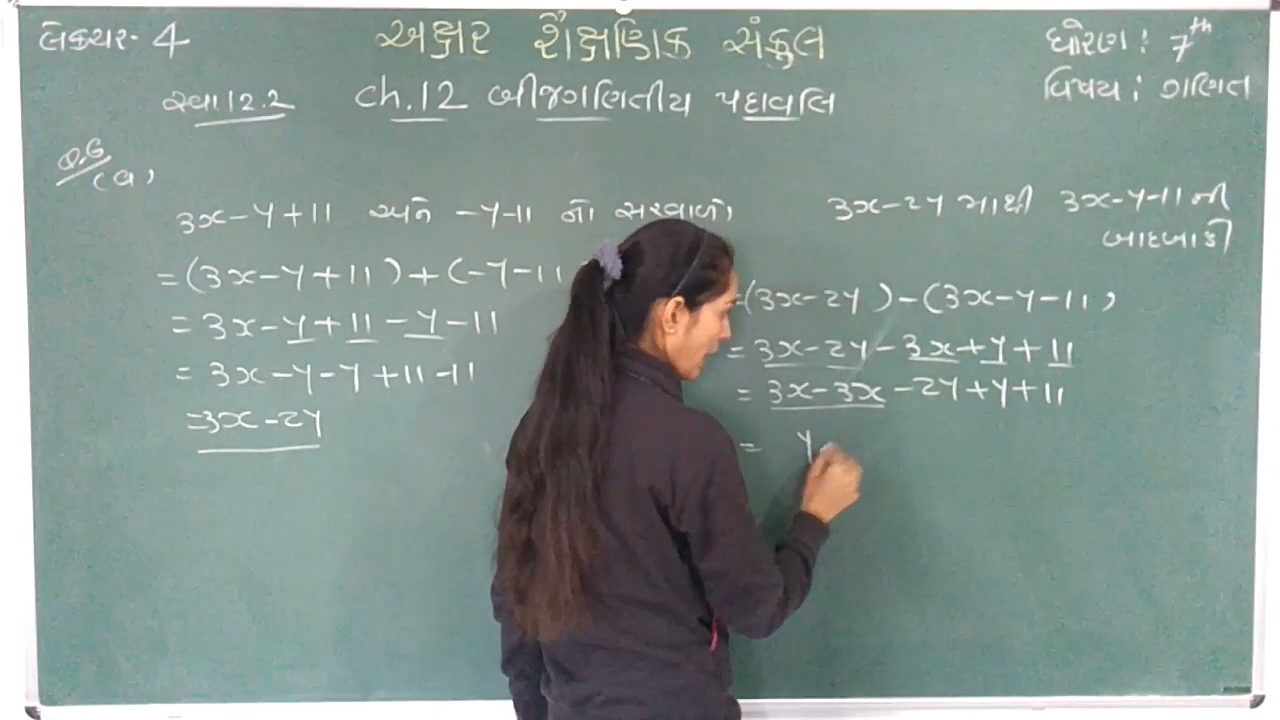 લેક્ચર- 4
અક્ષર શૈક્ષણિક સંકુલ
ધોરણ : 7th
વિષય : ગણિત
સ્વા 12.2 ch.12 બીજગણિતીય પદાવલિ
Q.6
(a)
3x-y+11 અને -y-11 નો સરવાળો
=(3x-y+11)+(-y-11
=3x-y+11-y-11
=3x-y-y+11-11
=3x-2y
3x-2y માથી 3x-y-11 ની
બાદબાકી
(3x-2y)-(3x-y-11)
=3x-2y-3x+y+11
=3x-3x-2y+y+11
= y